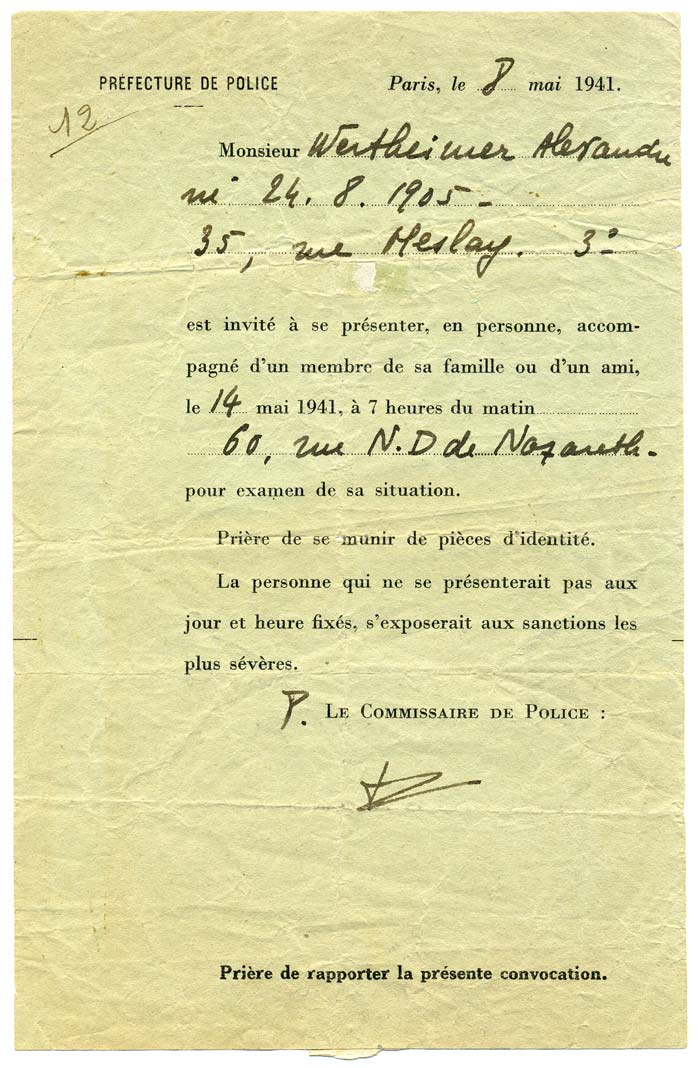 PRÉFECTURE DE POLICE
Paris, le 8 mai 1941.
12
Monsieur Wertheimer Alexandre
né 24. 8. 1905 -
35, rue Meslay. 3º
est invité à se présenter, en personne, accom-
pagné d'un membre de sa famille ou d'un ami,
le 14 mai 1941, à 7 heures du matin
60, rue N.D de Nazareth.
pour examen de sa situation.
Prière de se munir de pièces d'identité.
La personne qui ne se présenterait pas aux
jour et heure fixés, s'exposerait aux sanctions les
plus sévères.
P. LE COMMISSAIRE DE POLICE :
Prière de rapporter la présente convocation.